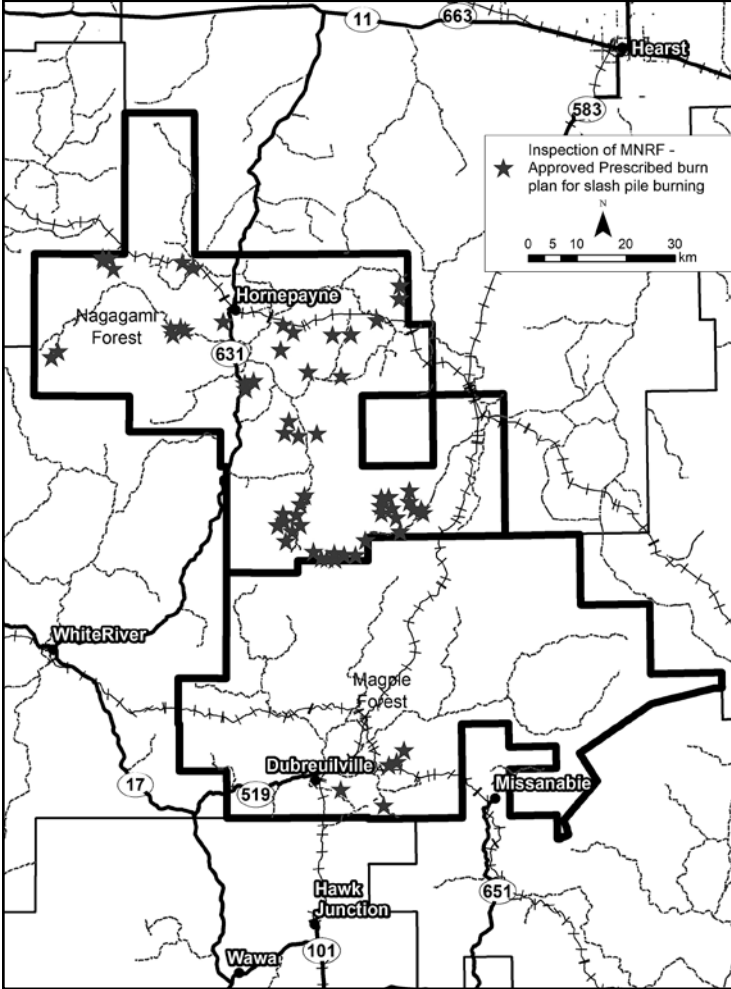 11
663
Hearst
583
Inspection of MNRF -
Approved Prescribed burn
plan for slash pile burning
N
0 5 10 20 30
km
Hornepayne
Nagagami
Forest
631
WhiteRiver
Magpie
Forest
Dubreuilville
Missanabie
17
519
Hawk
Junction
651
101
Wawa